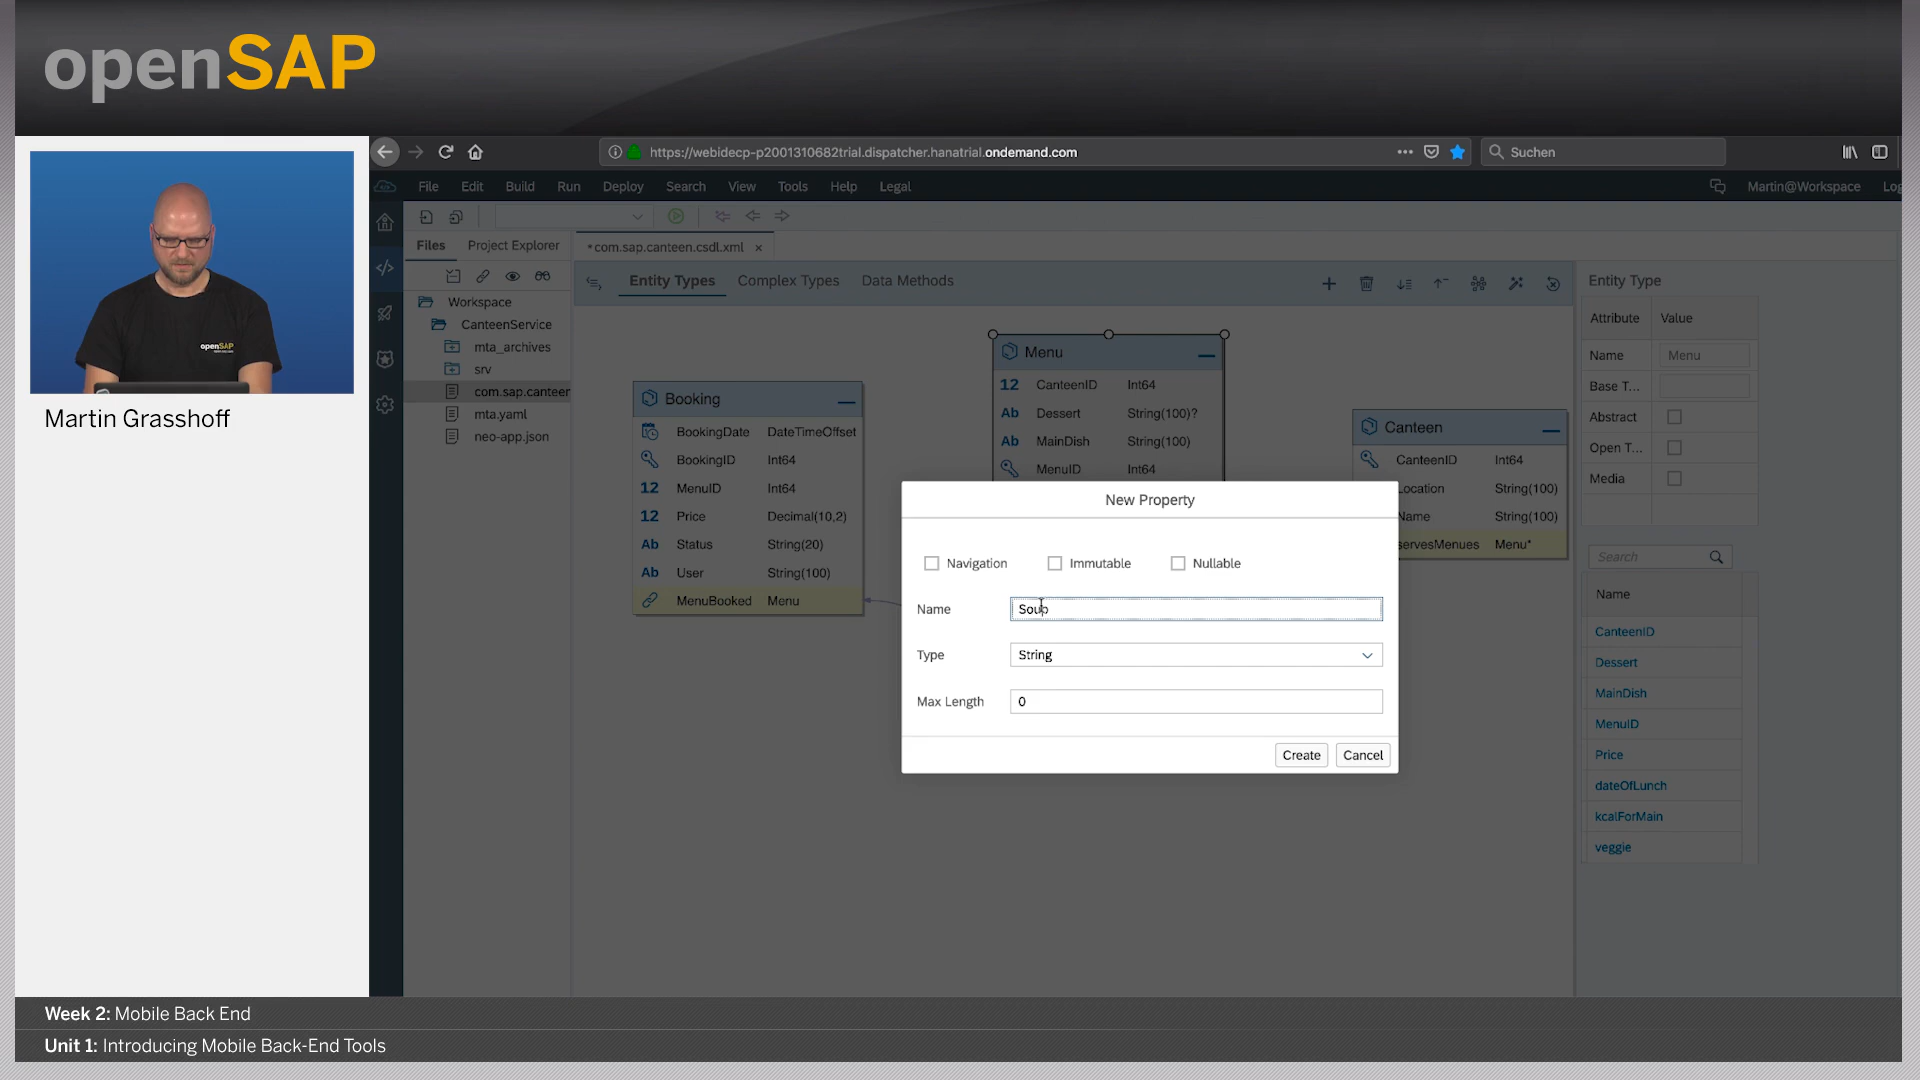 openSAP
https://webidecp-p2001310682trial.dispatcher.hanatrial.ondemand.com
Suchen
File Edit Build Run Deploy Search View Tools Help Legal
Martin@Workspace
Files Project Explorer
*com.sap.canteen.csdl.xml
Entity Types Complex Types Data Methods
Workspace
CanteenService
mta_archives
srv
com.sap.canteen
mta.yaml
neo-app.json
openSAP
Martin Grasshoff
Booking
BookingDate DateTimeOffset
BookingID Int64
12 MenuID Int64
12 Price Decimal(10,2)
Ab Status String(20)
Ab User String(100)
MenuBooked Menu
Menu
12 CanteenID Int64
Ab Dessert String(100)?
Ab MainDish String(100)
MenuID Int64
Canteen
CanteenID Int64
Location String(100)
Name String(100)
servesMenues Menu*
New Property
Navigation Immutable Nullable
Name Soup
Type String
Max Length 0
Create Cancel
Entity Type
Attribute Value
Name Menu
Base T...
Abstract
Open T...
Media
Search
Name
CanteenID
Dessert
MainDish
MenuID
Price
dateOfLunch
kcalForMain
veggie
Week 2: Mobile Back End
Unit 1: Introducing Mobile Back-End Tools